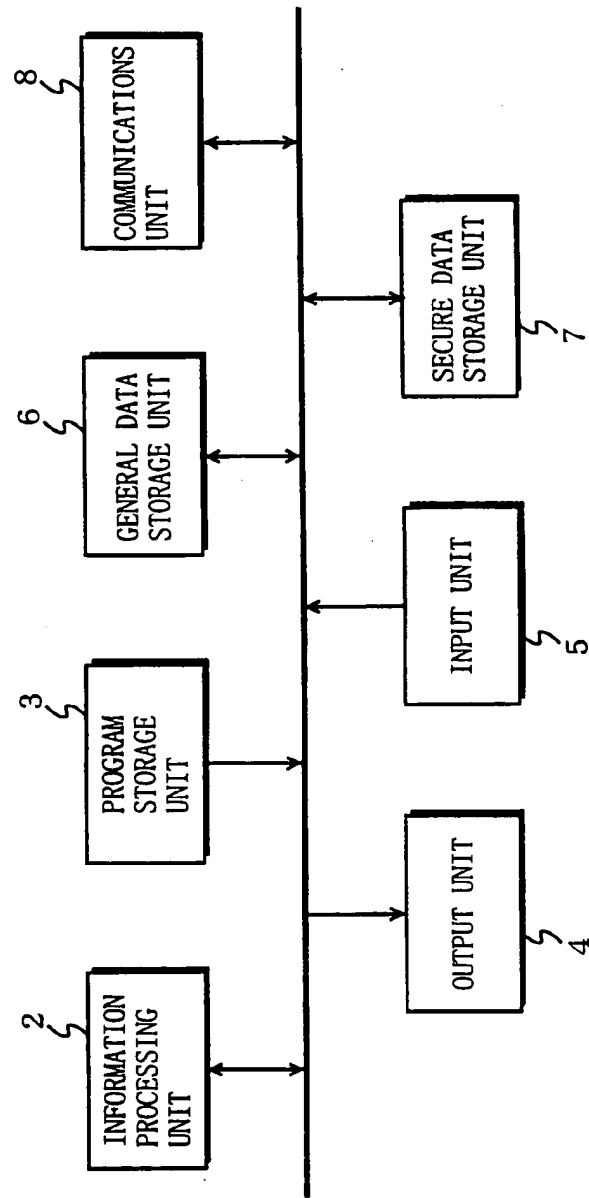 2
INFORMATION
PROCESSING
UNIT
3
PROGRAM
STORAGE
UNIT
6
GENERAL DATA
STORAGE UNIT
8
COMMUNICATIONS
UNIT
OUTPUT UNIT
4
INPUT UNIT
5
SECURE DATA
STORAGE UNIT
7